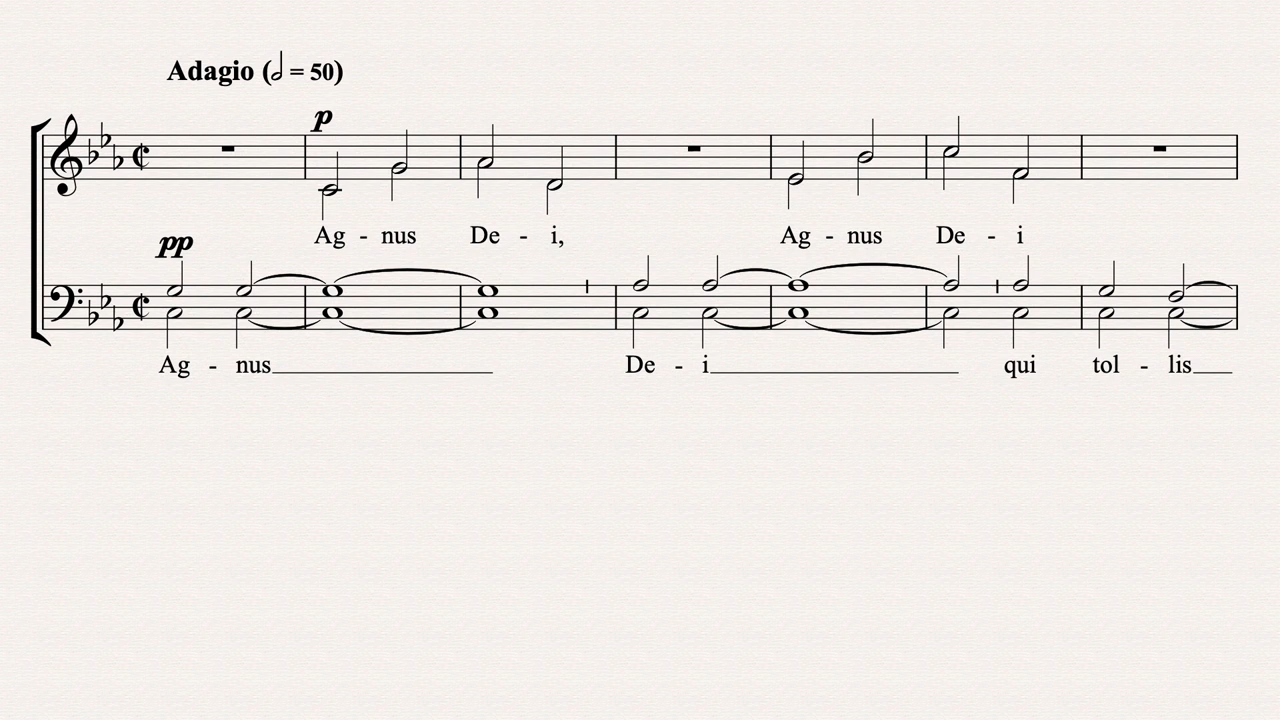 Adagio (𝅗𝅥 = 50)
p
Ag - nus De - i, Ag - nus De - i
pp
Ag - nus De - i qui tol - lis